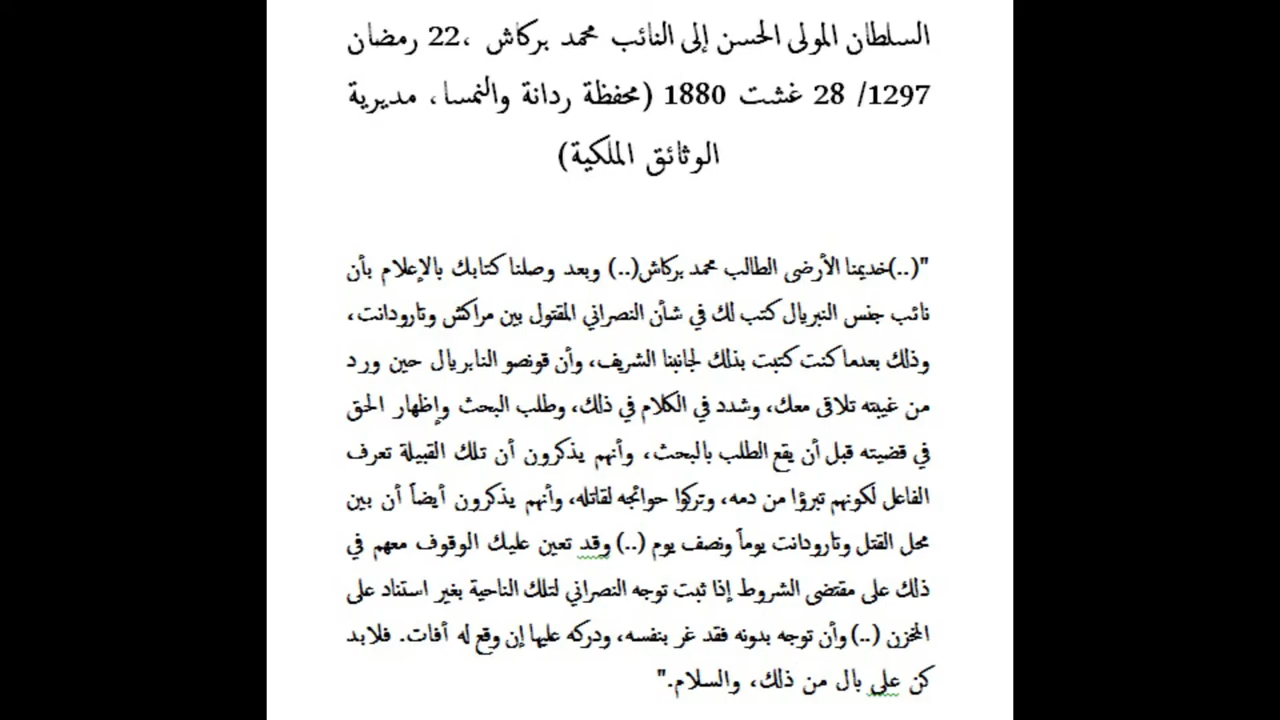 السلطان المولى الحسن إلى النائب محمد بركاش ،22 رمضان
1297/ 28 غشت 1880 (محفظة ردانة والنمسا، مديرية
الوثائق الملكية)
"(..)خديمنا الأرضى الطالب محمد بركاش(..) وبعد وصلنا كتابك بالإعلام بأن
نائب جنس النبريال كتب لك في شأن النصراني المقتول بين مراكش وتارودانت،
وذلك بعدما كنت كتبت بذلك لجانبنا الشريف، وأن قونصو النابريال حين ورد
من غيبته تلاقى معك، وشدد في الكلام في ذلك، وطلب البحث وإظهار الحق
في قضيته قبل أن يقع الطلب بالبحث، وأنهم يذكرون أن تلك القبيلة تعرف
الفاعل لكونهم تبرؤا من دمه، وتركوا حوائجه لقاتله، وأنهم يذكرون أيضاً أن بين
محل القتل وتارودانت يوماً ونصف يوم (..) وقد تعين عليك الوقوف معهم في
ذلك على مقتضى الشروط إذا ثبت توجه النصراني لتلك الناحية بغير استناد على
المخزن (..) وأن توجه بدونه فقد غر بنفسه، ودركه عليها إن وقع له أفات. فلابد
كن على بال من ذلك، والسلام."